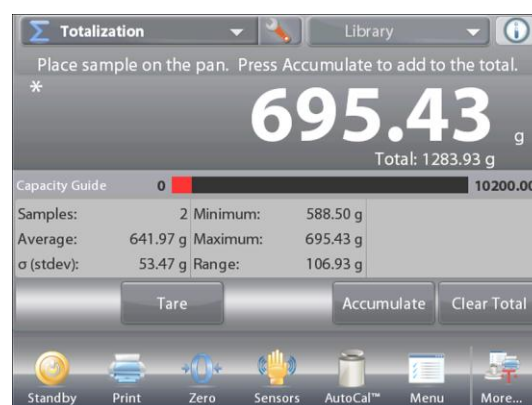 Σ Totalization Library
Place sample on the pan. Press Accumulate to add to the total.
*
695.43 g
Total: 1283.93 g
Capacity Guide 0 10200.00
Samples: 2 Minimum: 588.50 g
Average: 641.97 g Maximum: 695.43 g
σ (stdev): 53.47 g Range: 106.93 g
Tare Accumulate Clear Total
Standby Print Zero Sensors AutoCal™ Menu More...